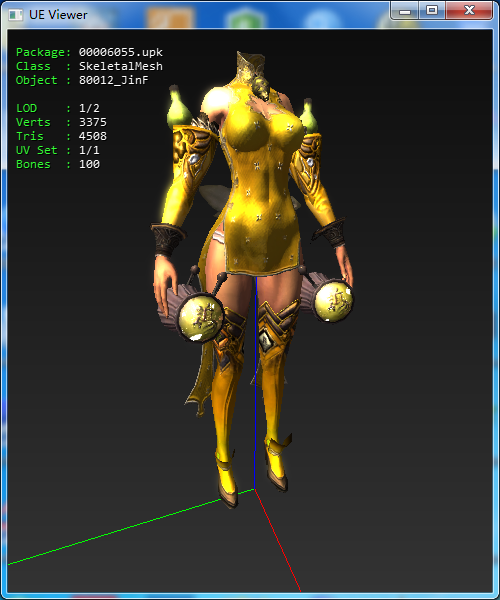 UE Viewer
Package: 00006055.upk
Class : SkeletalMesh
Object : 80012_JinF
LOD : 1/2
Verts : 3375
Tris : 4508
UV Set : 1/1
Bones : 100